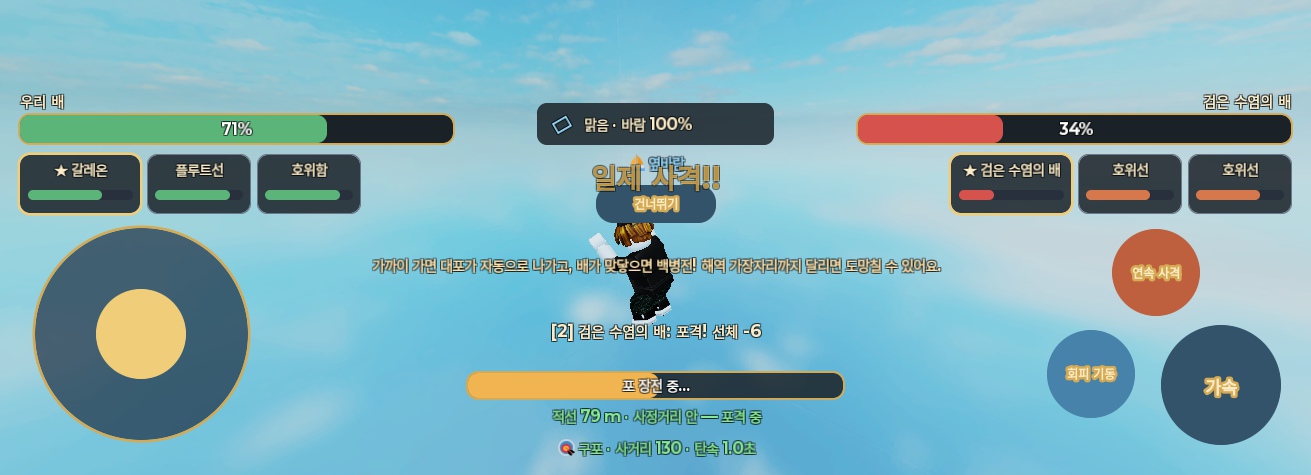 우리 배
검은 수염의 배
71%
맑음 · 바람 100%
34%
옆바람
일제 사격!!
건너뛰기
★ 갈레온
플루트선
호위함
★ 검은 수염의 배
호위선
호위선
가까이 가면 대포가 자동으로 나가고, 배가 맞닿으면 백병전! 해역 가장자리까지 달리면 도망칠 수 있어요.
연속 사격
[2] 검은 수염의 배: 포격! 선체 -6
회피 기동
가속
포 장전 중...
적선 79 m · 사정거리 안 — 포격 중
구포 · 사거리 130 · 탄속 1.0초